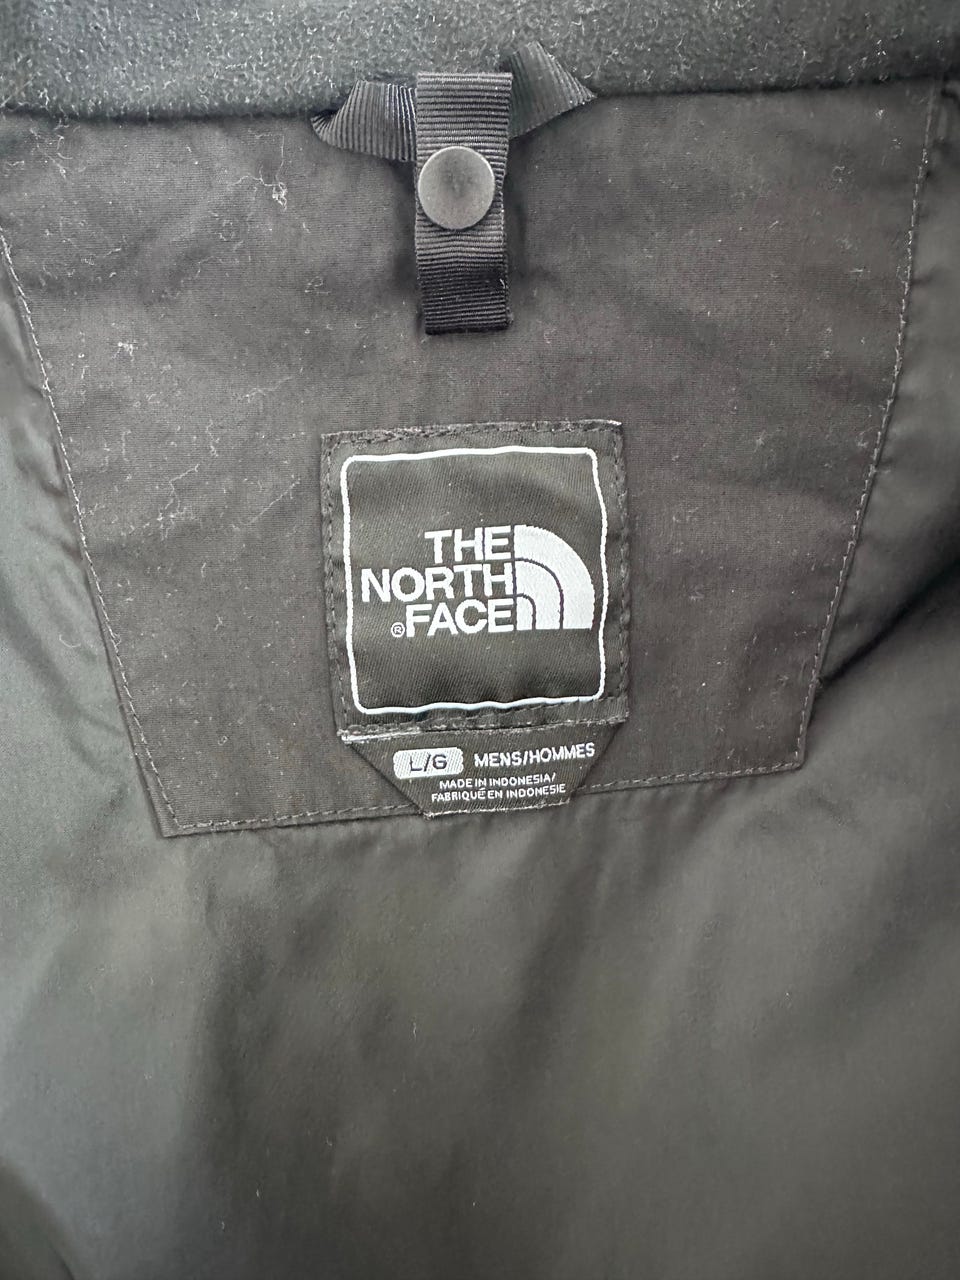 THE
NORTH
®FACE
L/G MENS/HOMMES
MADE IN INDONESIA/
FABRIQUÉ EN INDONESIE